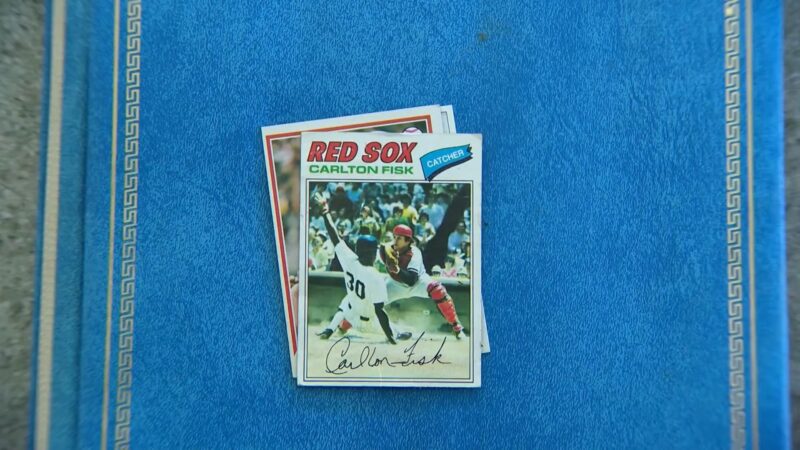 RED SOX
CARLTON FISK
CATCHER
30
Carlton Fisk